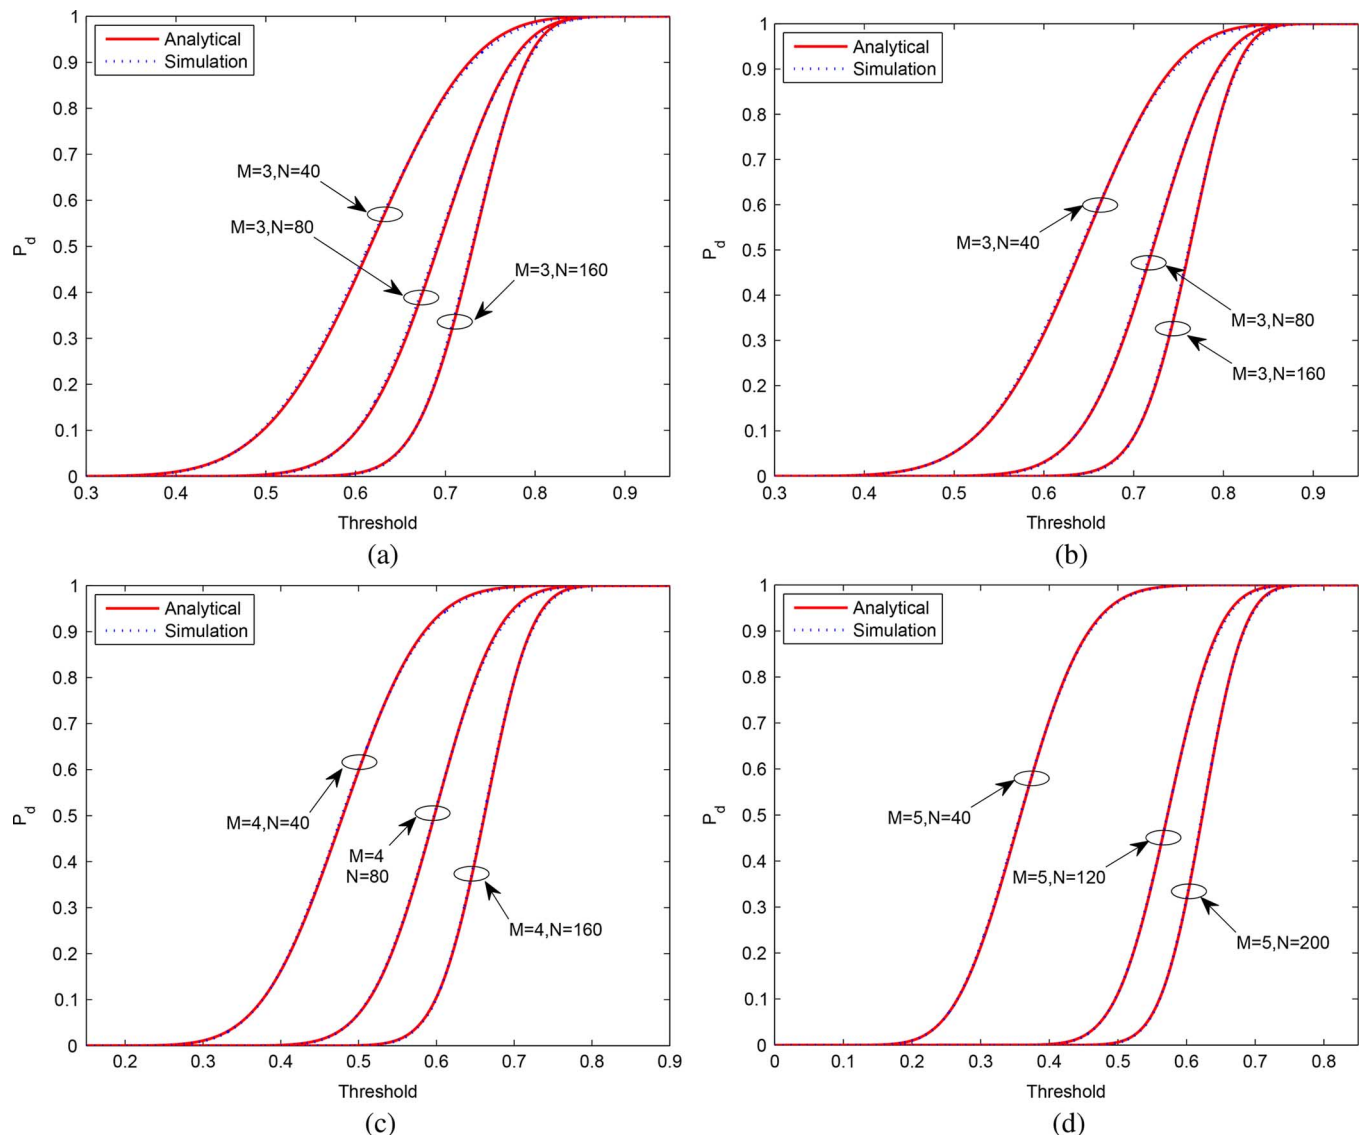 Analytical
Simulation
M=3,N=40
M=3,N=80
M=3,N=160
P_d
1
0.9
0.8
0.7
0.6
0.5
0.4
0.3
0.2
0.1
0
0.3 0.4 0.5 0.6 0.7 0.8 0.9
Threshold
(a)
Analytical
Simulation
M=3,N=40
M=3,N=80
M=3,N=160
P_d
1
0.9
0.8
0.7
0.6
0.5
0.4
0.3
0.2
0.1
0
0.3 0.4 0.5 0.6 0.7 0.8 0.9
Threshold
(b)
Analytical
Simulation
M=4,N=40
M=4
N=80
M=4,N=160
P_d
1
0.9
0.8
0.7
0.6
0.5
0.4
0.3
0.2
0.1
0
0.2 0.3 0.4 0.5 0.6 0.7 0.8 0.9
Threshold
(c)
Analytical
Simulation
M=5,N=40
M=5,N=120
M=5,N=200
P_d
1
0.9
0.8
0.7
0.6
0.5
0.4
0.3
0.2
0.1
0
0 0.1 0.2 0.3 0.4 0.5 0.6 0.7 0.8
Threshold
(d)